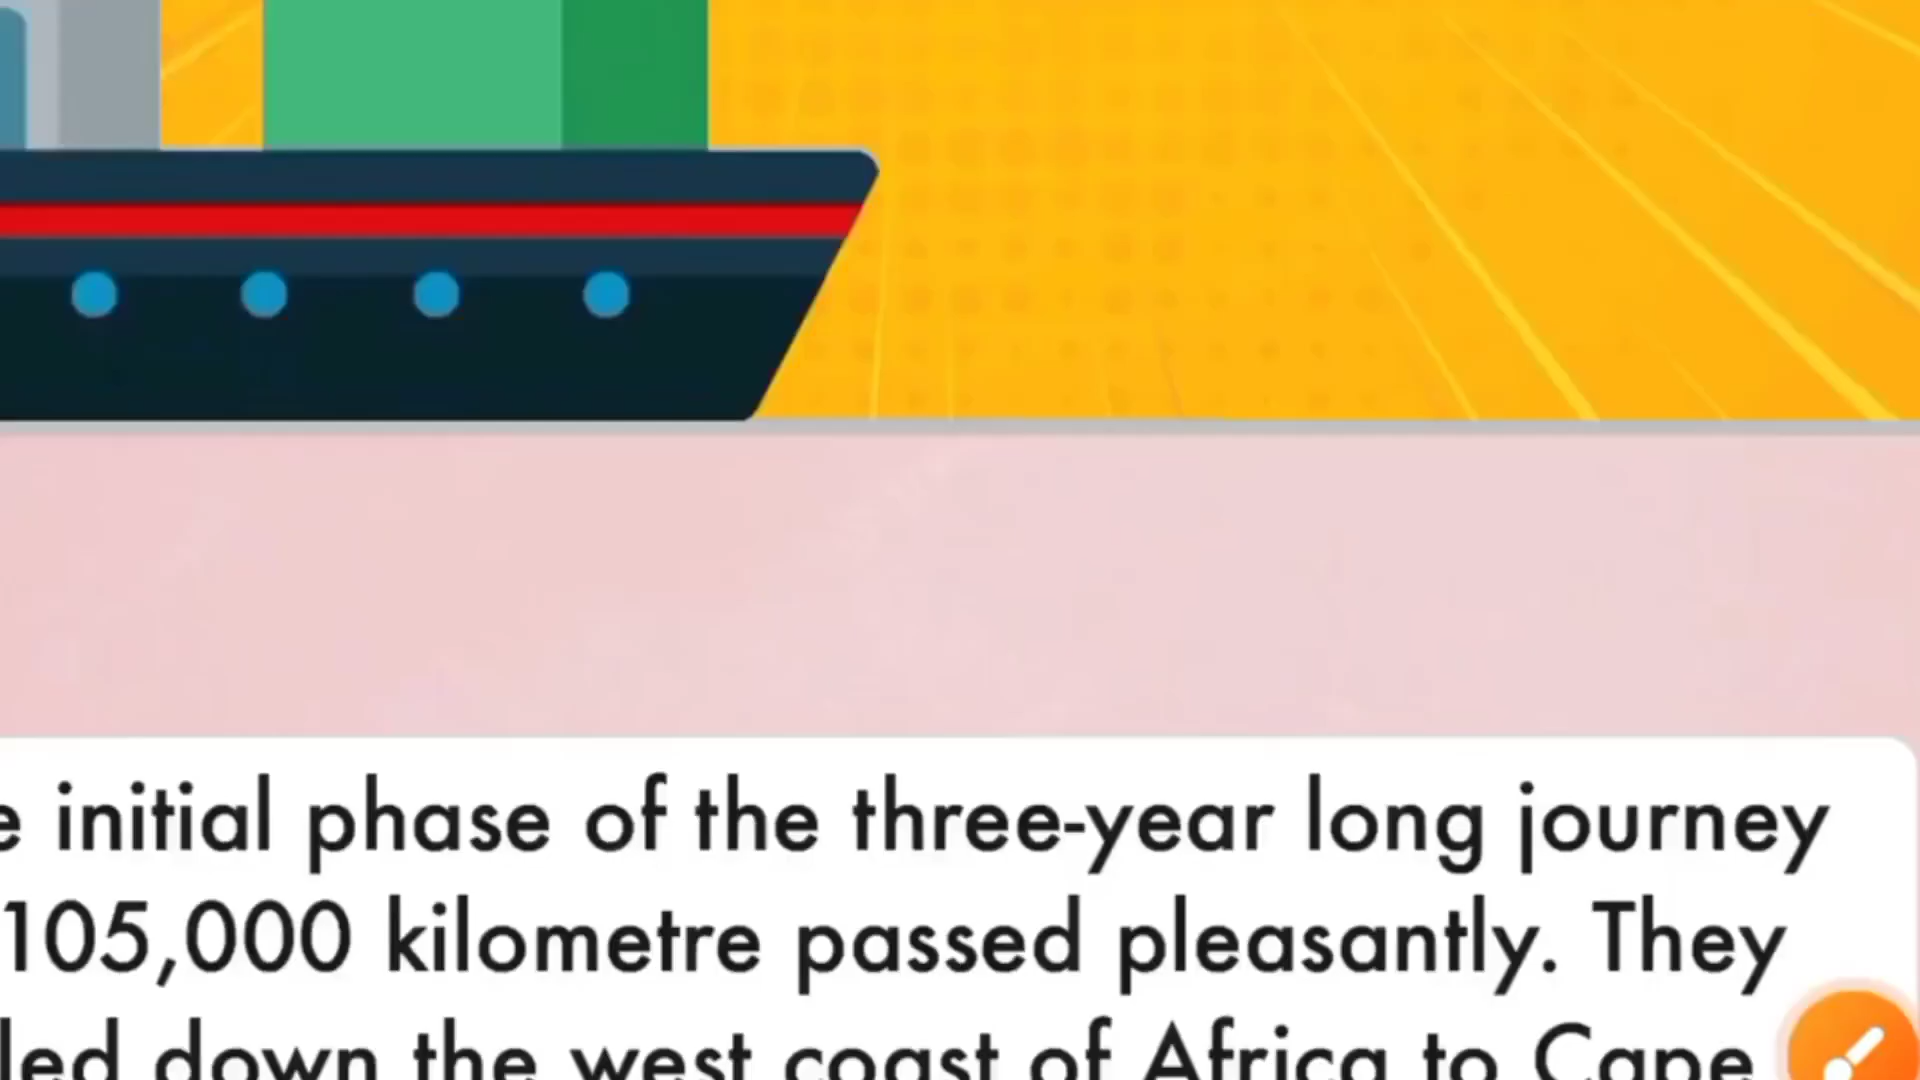 initial phase of the three-year long journey
105,000 kilometre passed pleasantly. They
down the west coast of Africa to Cape